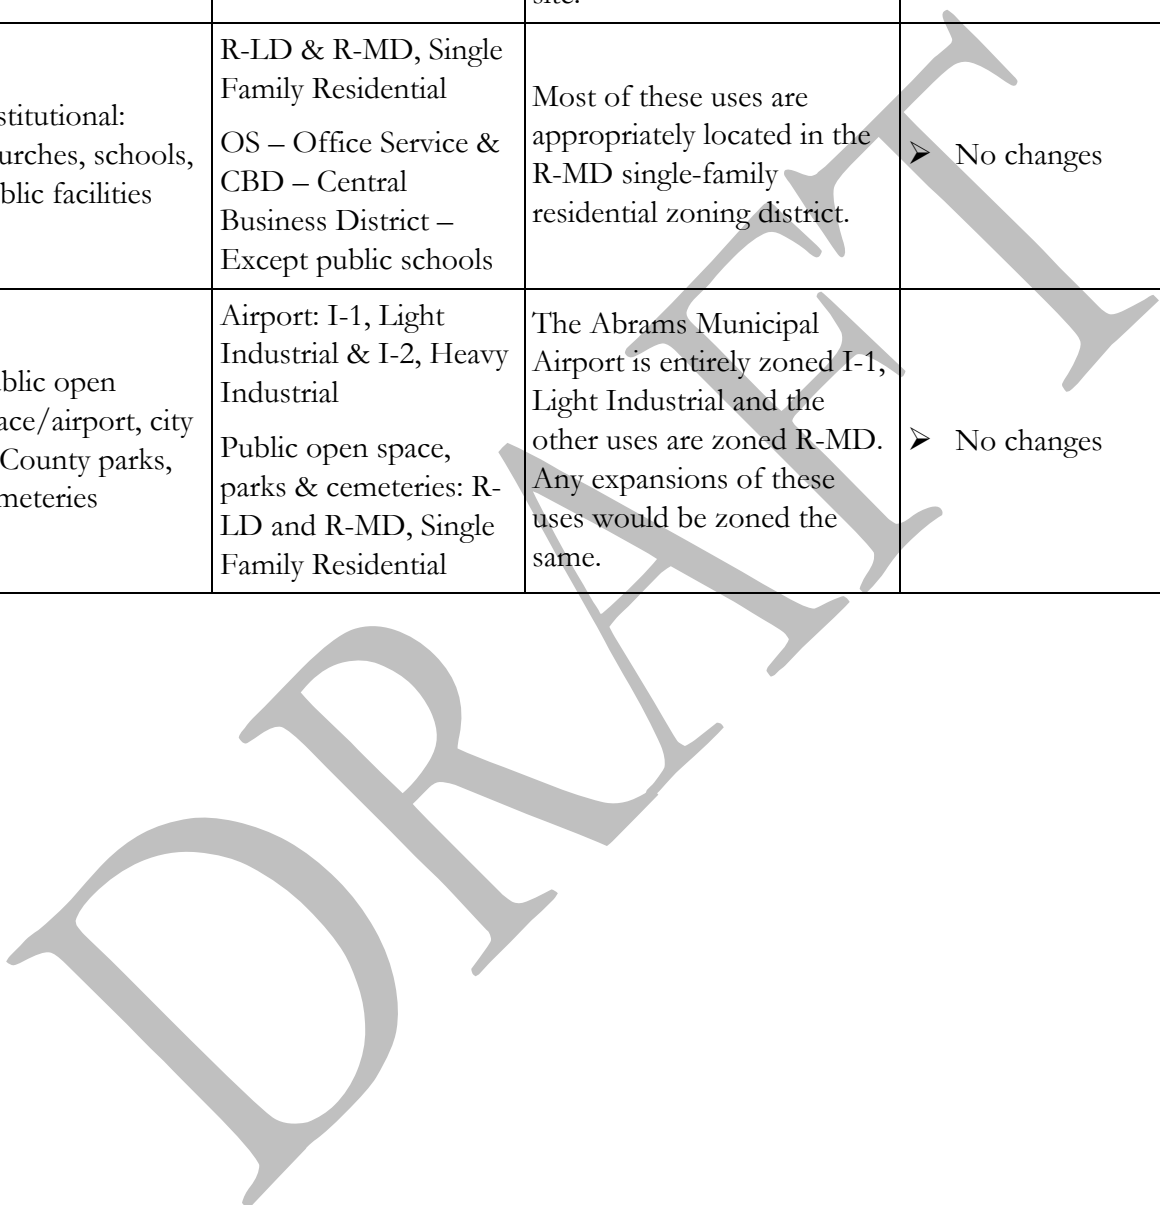 site.
stitutional:
urches, schools,
blic facilities
R-LD & R-MD, Single
Family Residential
OS – Office Service &
CBD – Central
Business District –
Except public schools
Most of these uses are
appropriately located in the
R-MD single-family
residential zoning district.
➢ No changes
blic open
ace/airport, city
County parks,
meteries
Airport: I-1, Light
Industrial & I-2, Heavy
Industrial
Public open space,
parks & cemeteries: R-
LD and R-MD, Single
Family Residential
The Abrams Municipal
Airport is entirely zoned I-1,
Light Industrial and the
other uses are zoned R-MD.
Any expansions of these
uses would be zoned the
same.
➢ No changes
DRAFT